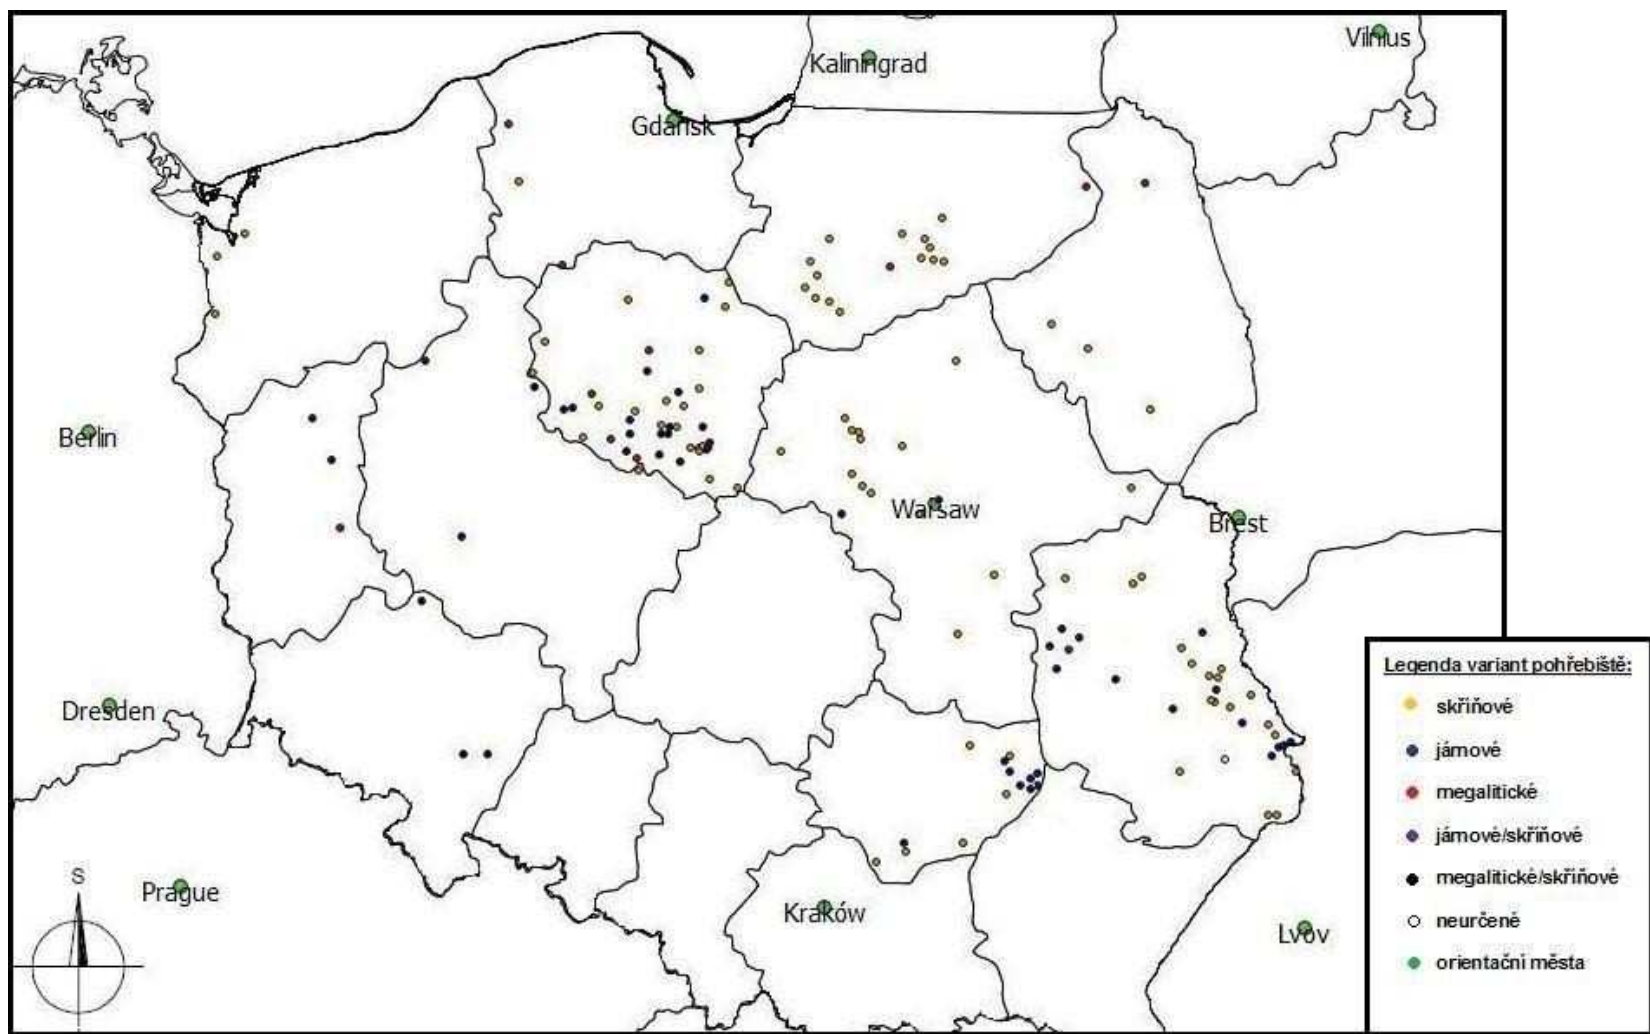 Vilnius
Kaliningrad
Gdańsk
Berlin
Warsaw
Brest
Dresden
Prague
Kraków
Lvov
S
Legenda variant pohřebiště:
skříňové
jámové
megalitické
jámové/skříňové
megalitické/skříňové
neurčené
orientační města